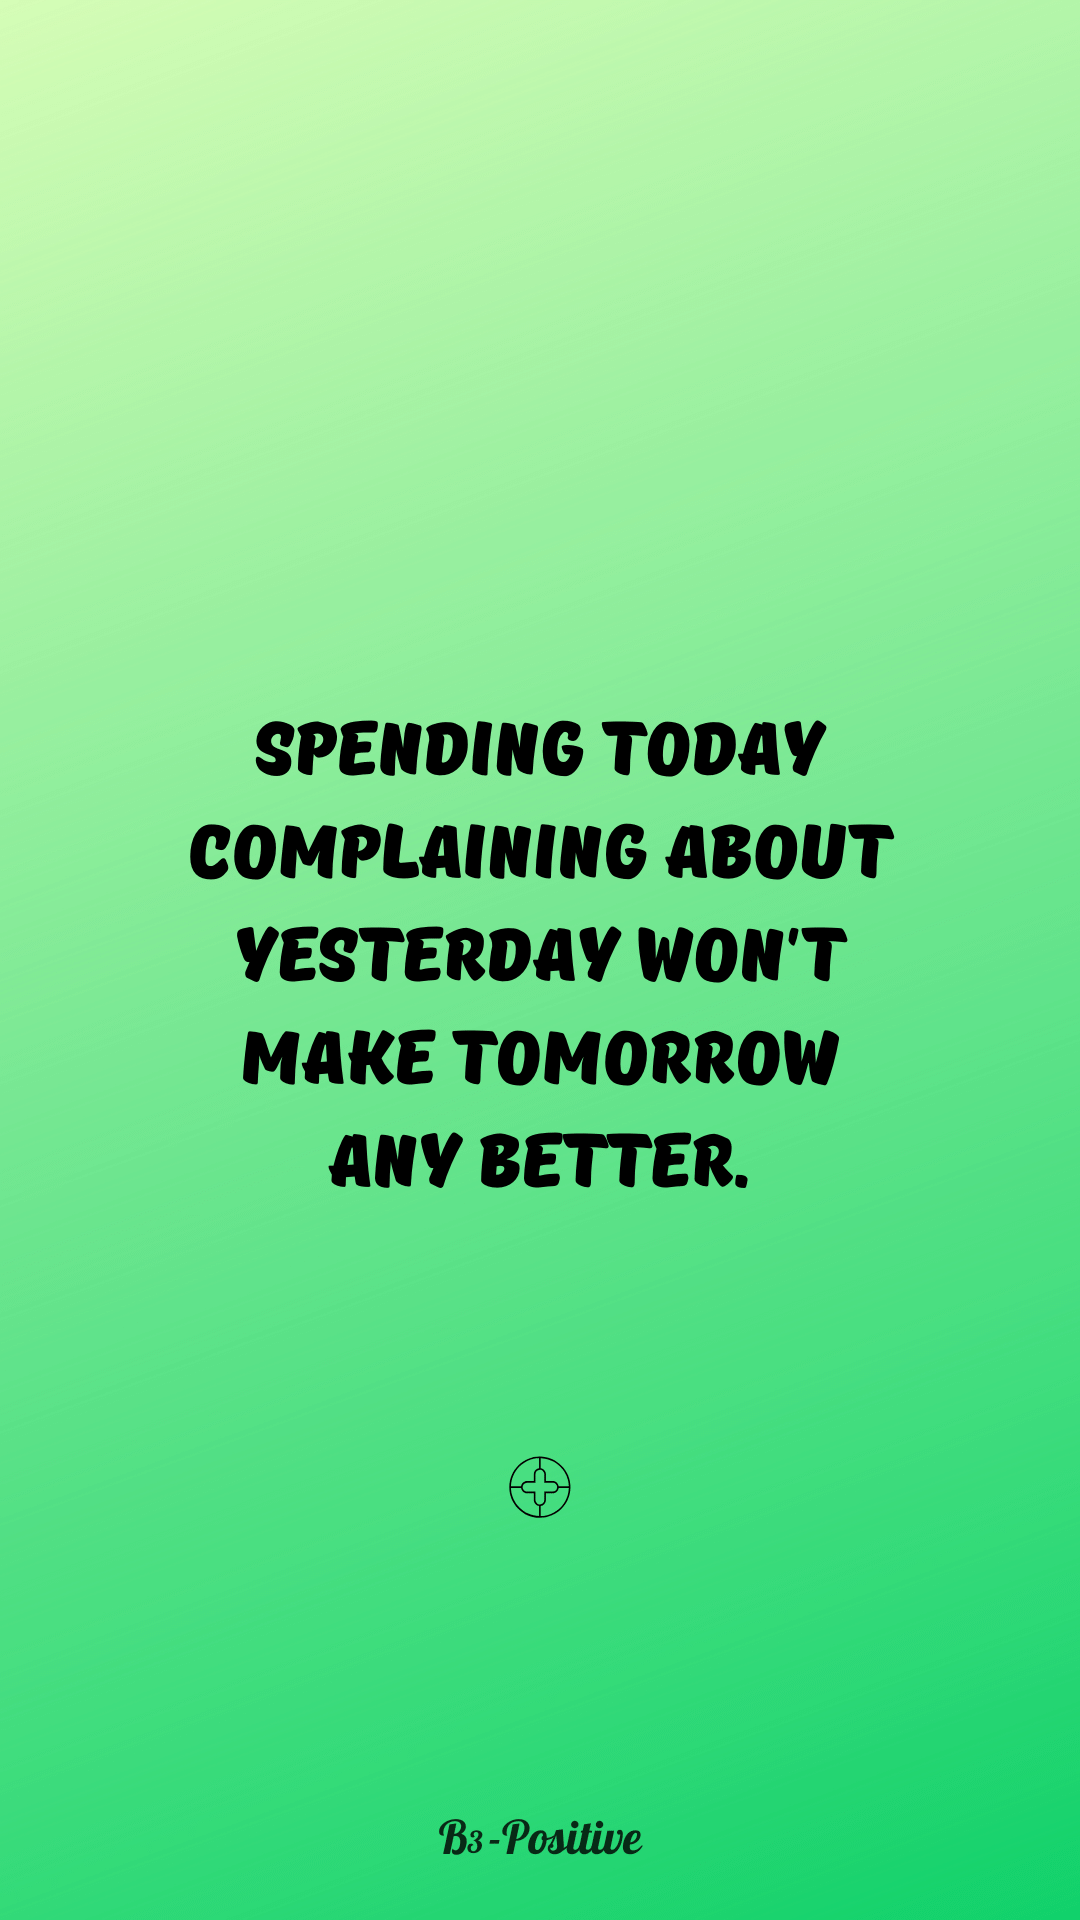 SPENDING TODAY
COMPLAINING ABOUT
YESTERDAY WON'T
MAKE TOMORROW
ANY BETTER.
B3-Positive